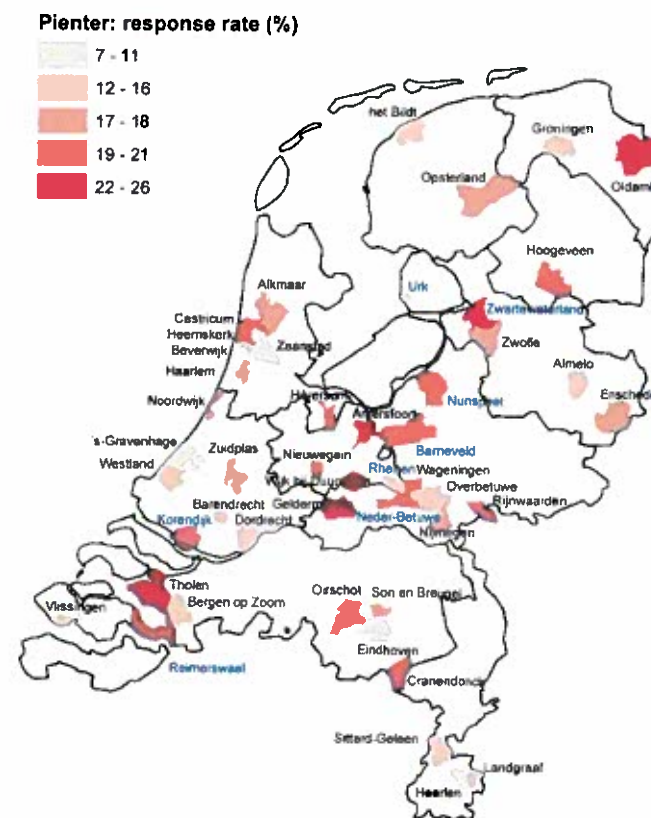 Pienter: response rate (%)
7 - 11
12 - 16
17 - 18
19 - 21
22 - 26
het Bildt
Groningen
Opsterland
Hoogeveen
Alkmaar
Urk
Castricum
Zwartewaterland
Heemskerk
Beverwijk
Zaanstad
Zwolle
Haarlem
Almelo
Noordwijk
Hilversum
Nunspeet
Enschede
Amersfoort
's-Gravenhage
Zuidplas
Nieuwegein
Barneveld
Westland
Rhenen
Wageningen
Overbetuwe
Barendrecht
Rijnwaarden
Korendijk
Dordrecht
Neder-Betuwe
Nijmegen
Tholen
Oirschot
Son en Breugel
Vlissingen
Bergen op Zoom
Eindhoven
Reimerswaal
Cranendonck
Sittard-Geleen
Landgraaf
Heerlen